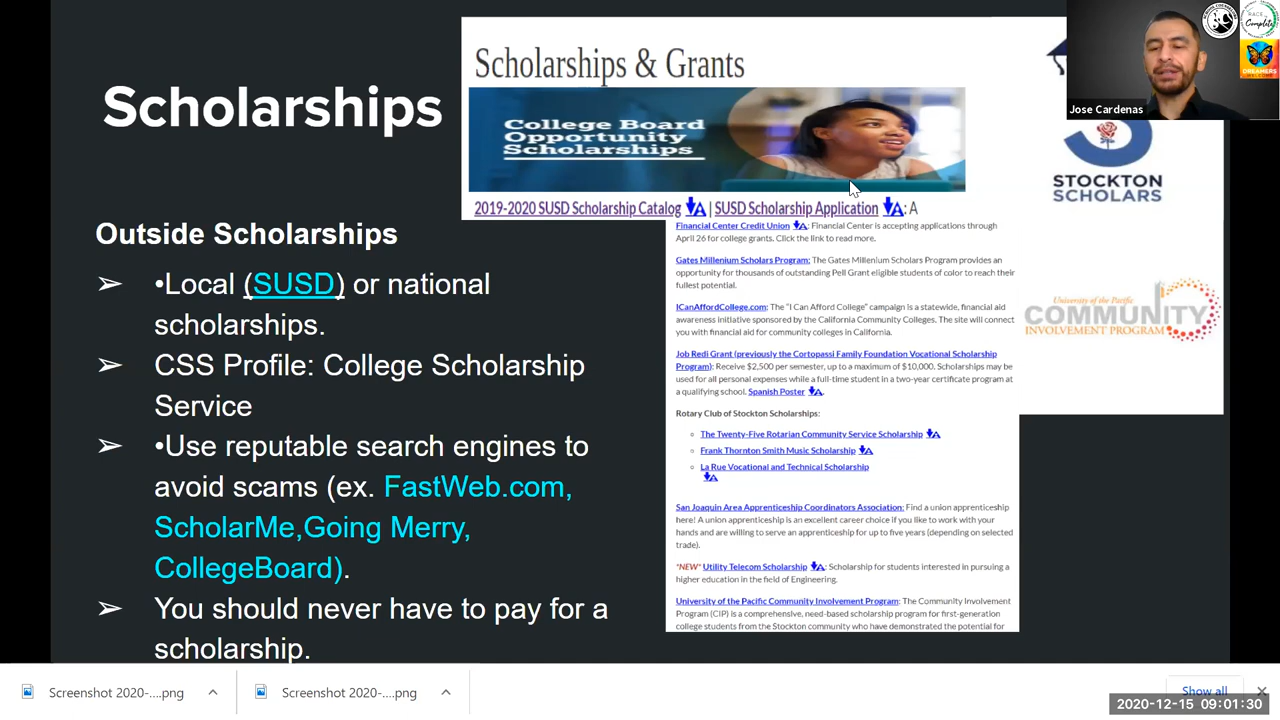 Scholarships
Outside Scholarships
➢ •Local (SUSD) or national
scholarships.
➢ CSS Profile: College Scholarship
Service
➢ •Use reputable search engines to
avoid scams (ex. FastWeb.com,
ScholarMe,Going Merry,
CollegeBoard).
➢ You should never have to pay for a
scholarship.
Scholarships & Grants
College Board
Opportunity
Scholarships
2019-2020 SUSD Scholarship Catalog | SUSD Scholarship Application : A
Financial Center Credit Union : Financial Center is accepting applications through
April 26 for college grants. Click the link to read more.
Gates Millenium Scholars Program: The Gates Millenium Scholars Program provides an
opportunity for thousands of outstanding Pell Grant eligible students of color to reach their
fullest potential.
ICanAffordCollege.com: The "I Can Afford College" campaign is a statewide, financial aid
awareness initiative sponsored by the California Community Colleges. The site will connect
you with financial aid for community colleges in California.
Job Redi Grant (previously the Cortopassi Family Foundation Vocational Scholarship
Program): Receive $2,500 per semester, up to a maximum of $10,000. Scholarships may be
used for all personal expenses while a full-time student in a two-year certificate program at
a qualifying school. Spanish Poster .
Rotary Club of Stockton Scholarships:
The Twenty-Five Rotarian Community Service Scholarship
Frank Thornton Smith Music Scholarship
La Rue Vocational and Technical Scholarship
San Joaquin Area Apprenticeship Coordinators Association: Find a union apprenticeship
here! A union apprenticeship is an excellent career choice if you like to work with your
hands and are willing to serve an apprenticeship for up to five years (depending on selected
trade).
*NEW* Utility Telecom Scholarship : Scholarship for students interested in pursuing a
higher education in the field of Engineering.
University of the Pacific Community Involvement Program: The Community Involvement
Program (CIP) is a comprehensive, need-based scholarship program for first-generation
college students from the Stockton community who have demonstrated the potential for
STOCKTON
SCHOLARS
University of the Pacific
COMMUNITY
INVOLVEMENT PROGRAM
Jose Cardenas
RACE
Complete
DREAMERS
Screenshot 2020-....png
Screenshot 2020-....png
Show all
2020-12-15 09:01:30